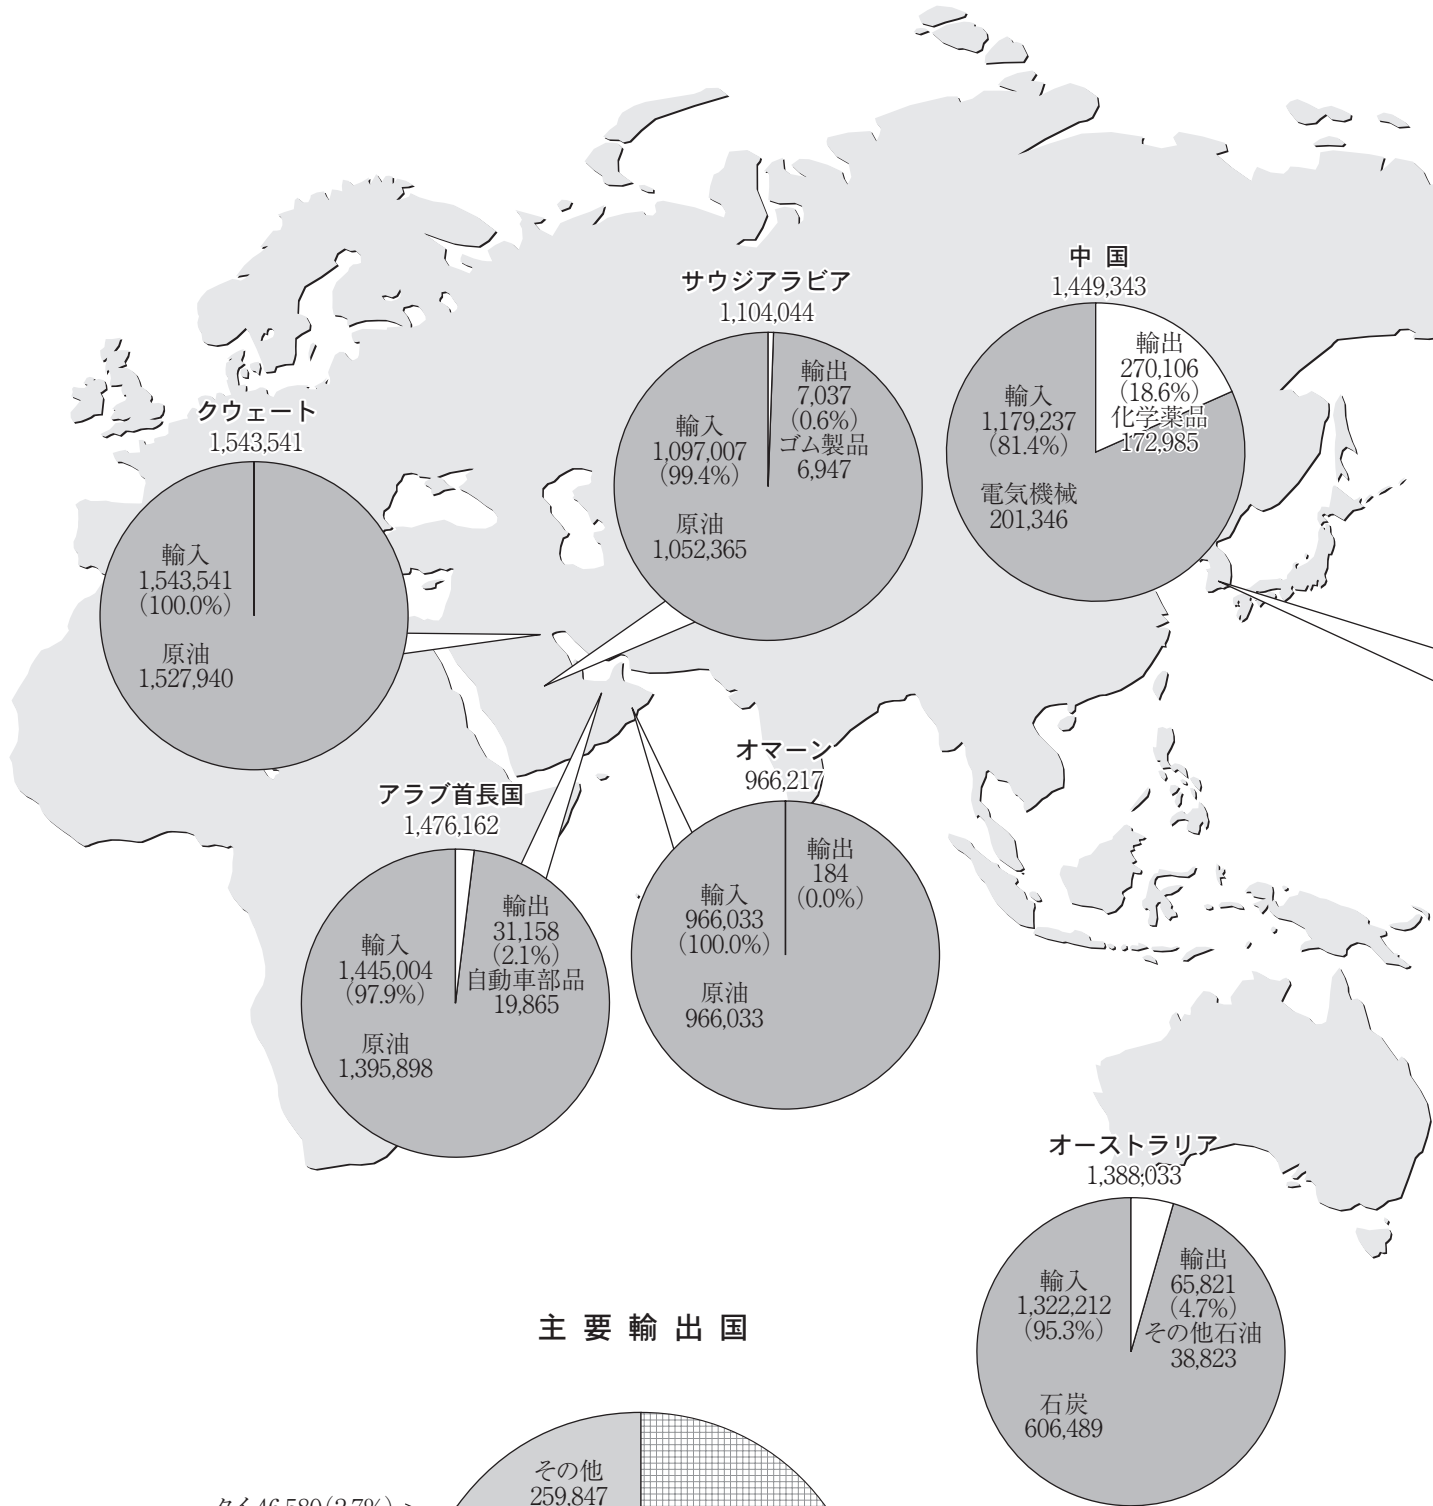 中 国
1,449,343
輸出
270,106
(18.6%)
化学薬品
172,985
輸入
1,179,237
(81.4%)
電気機械
201,346
サウジアラビア
1,104,044
輸出
7,037
(0.6%)
ゴム製品
6,947
輸入
1,097,007
(99.4%)
原油
1,052,365
クウェート
1,543,541
輸入
1,543,541
(100.0%)
原油
1,527,940
オマーン
966,217
輸出
184
(0.0%)
輸入
966,033
(100.0%)
原油
966,033
アラブ首長国
1,476,162
輸出
31,158
(2.1%)
自動車部品
19,865
輸入
1,445,004
(97.9%)
原油
1,395,898
オーストラリア
1,388,033
輸出
65,821
(4.7%)
その他石油
38,823
輸入
1,322,212
(95.3%)
石炭
606,489
主 要 輸 出 国
その他
259,847
タイ46,580(2.7%)